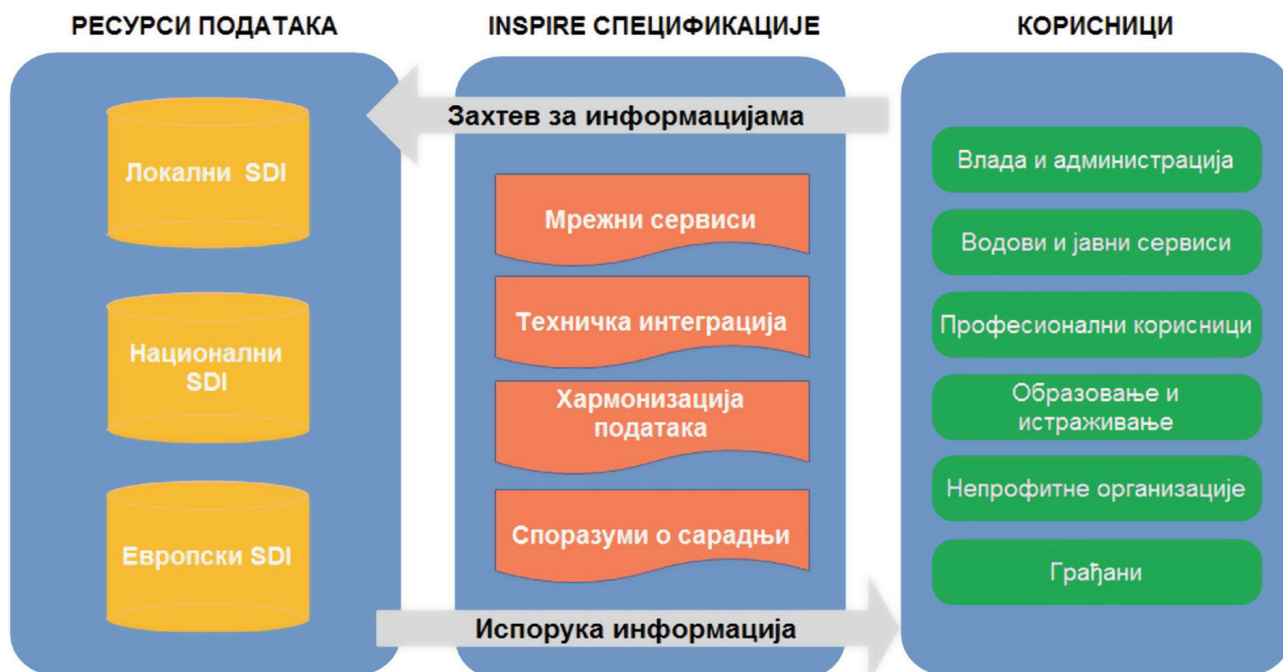 РЕСУРСИ ПОДАТАКА
INSPIRE СПЕЦИФИКАЦИЈЕ
КОРИСНИЦИ
Захтев за информацијама
Локални SDI
Национални
SDI
Европски SDI
Мрежни сервиси
Техничка интеграција
Хармонизација
података
Споразуми о сарадњи
Влада и администрација
Водови и јавни сервиси
Професионални корисници
Образовање и
истраживање
Непрофитне организације
Грађани
Испорука информација